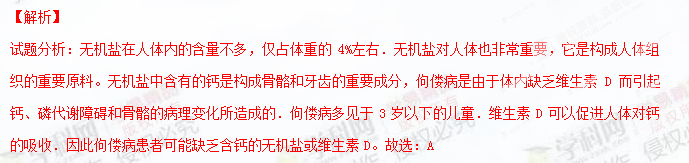 【解析】
试题分析：无机盐在人体内的含量不多，仅占体重的 4%左右．无机盐对人体也非常重要，它是构成人体组
织的重要原料。无机盐中含有的钙是构成骨骼和牙齿的重要成分，佝偻病是由于体内缺乏维生素 D 而引起
钙、磷代谢障碍和骨骼的病理变化所造成的．佝偻病多见于 3 岁以下的儿童．维生素 D 可以促进人体对钙
的吸收．因此佝偻病患者可能缺乏含钙的无机盐或维生素 D。故选：A